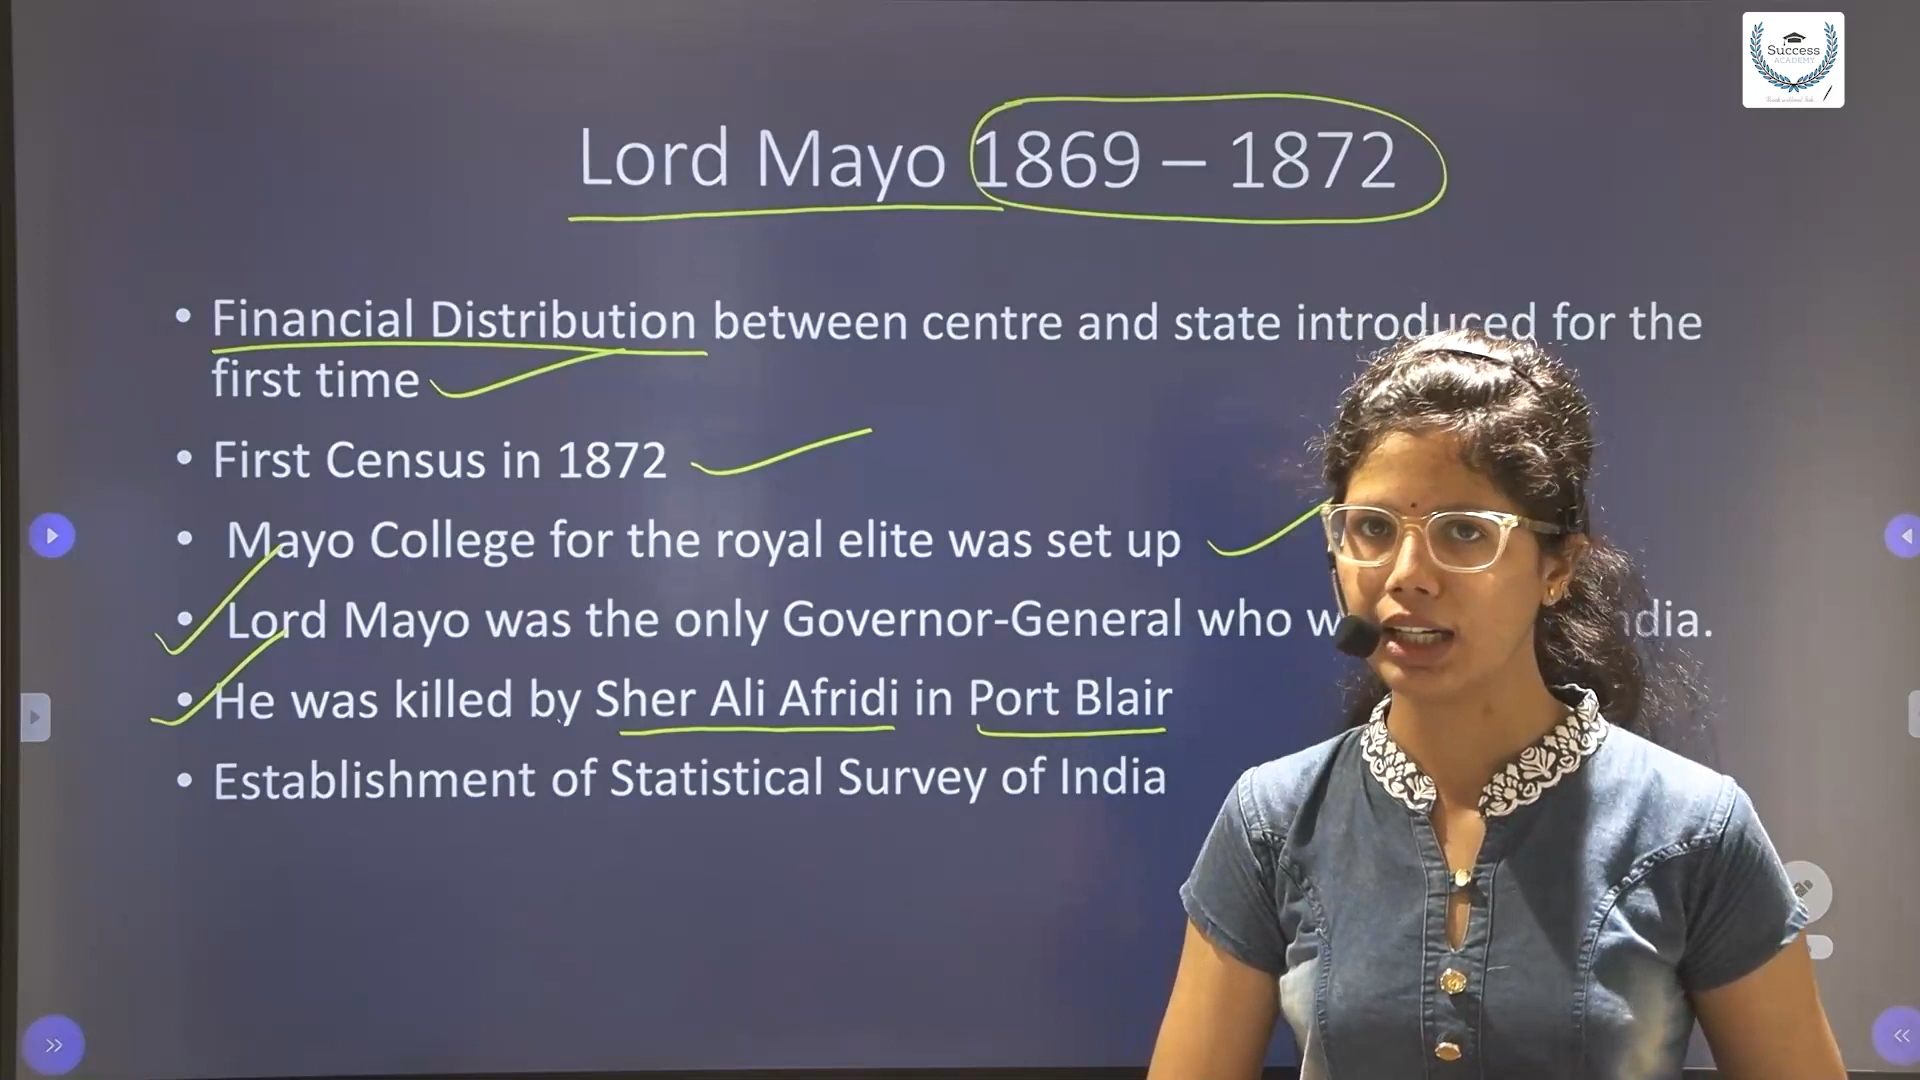 Success
ACADEMY
Lord Mayo 1869 – 1872
• Financial Distribution between centre and state introduced for the
first time
• First Census in 1872
• Mayo College for the royal elite was set up
• Lord Mayo was the only Governor-General who
• He was killed by Sher Ali Afridi in Port Blair
• Establishment of Statistical Survey of India